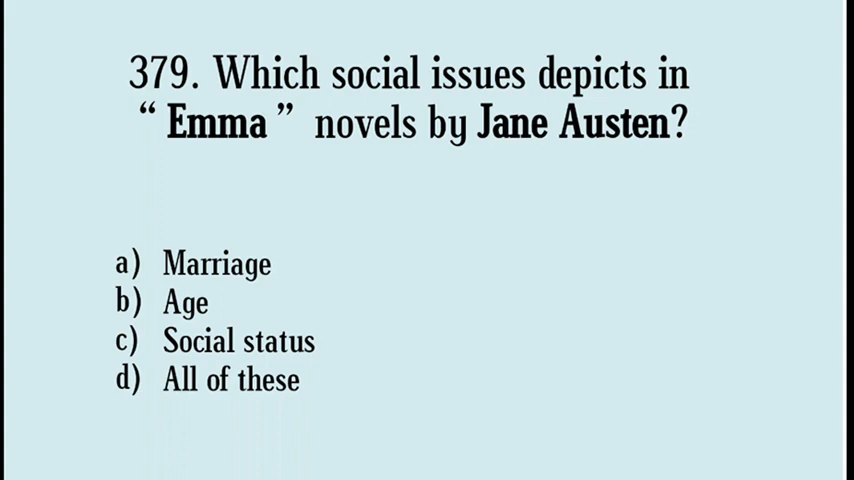 379. Which social issues depicts in
“ Emma ” novels by Jane Austen?
a) Marriage
b) Age
c) Social status
d) All of these